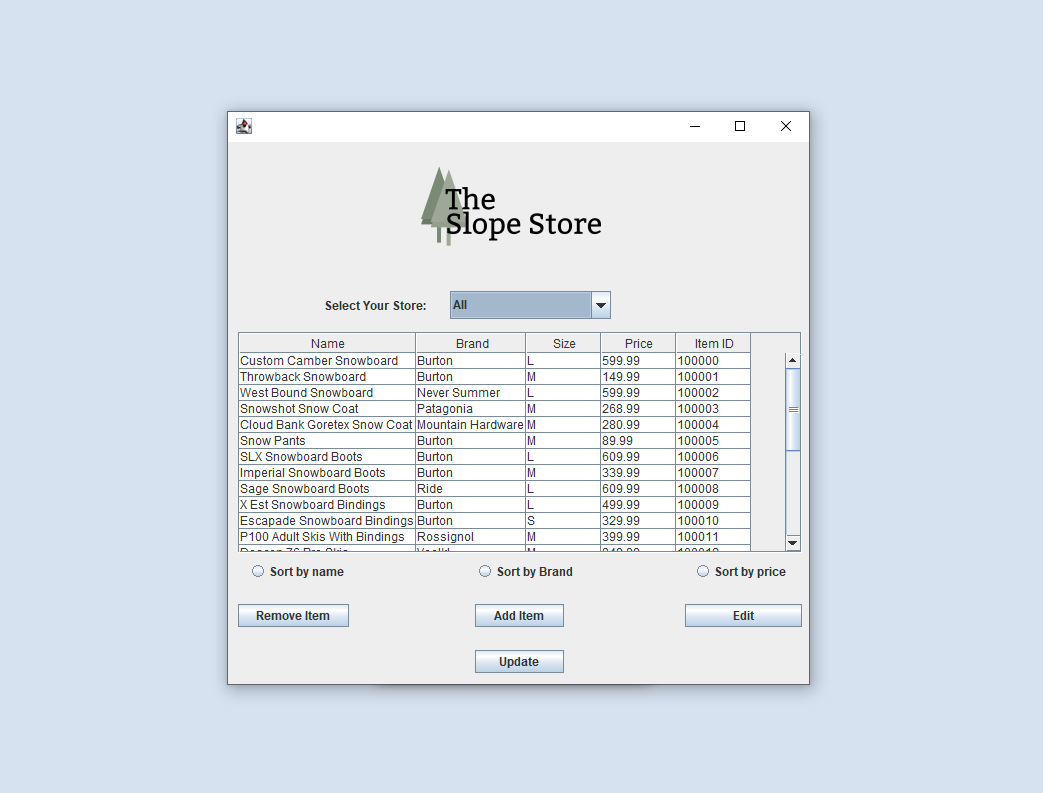 The
Slope Store
Select Your Store: All
Name Brand Size Price Item ID
Custom Camber Snowboard Burton L 599.99 100000
Throwback Snowboard Burton M 149.99 100001
West Bound Snowboard Never Summer L 599.99 100002
Snowshot Snow Coat Patagonia M 268.99 100003
Cloud Bank Goretex Snow Coat Mountain Hardware M 280.99 100004
Snow Pants Burton M 89.99 100005
SLX Snowboard Boots Burton L 609.99 100006
Imperial Snowboard Boots Burton M 339.99 100007
Sage Snowboard Boots Ride L 609.99 100008
X Est Snowboard Bindings Burton L 499.99 100009
Escapade Snowboard Bindings Burton S 329.99 100010
P100 Adult Skis With Bindings Rossignol M 399.99 100011
Sort by name Sort by Brand Sort by price
Remove Item Add Item Edit
Update